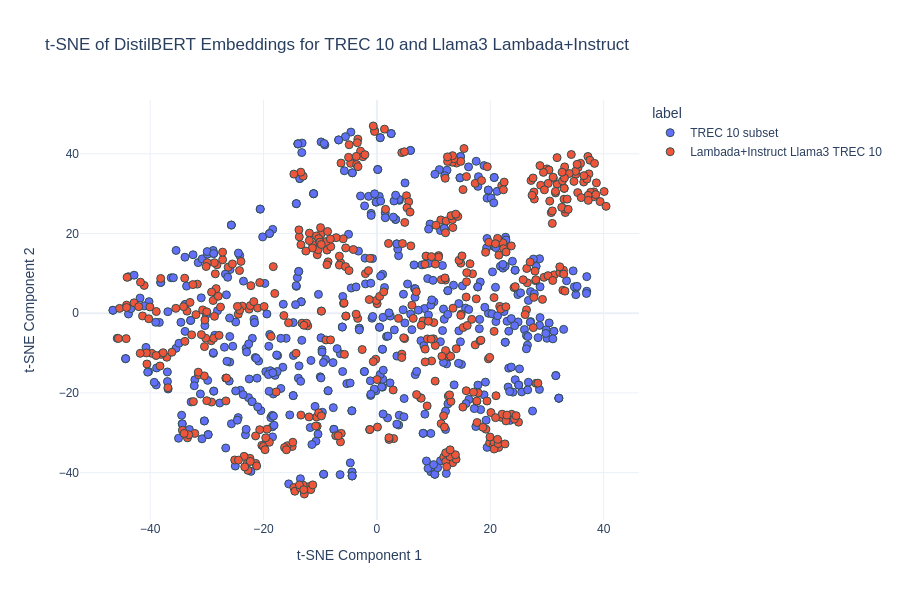 t-SNE of DistilBERT Embeddings for TREC 10 and Llama3 Lambada+Instruct
label
TREC 10 subset
Lambada+Instruct Llama3 TREC 10
t-SNE Component 2
40
20
0
−20
−40
−40
−20
0
20
40
t-SNE Component 1